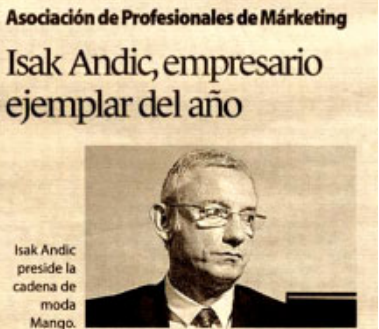 Asociación de Profesionales de Márketing
Isak Andic, empresario
ejemplar del año
Isak Andic
preside la
cadena de
moda
Mango.